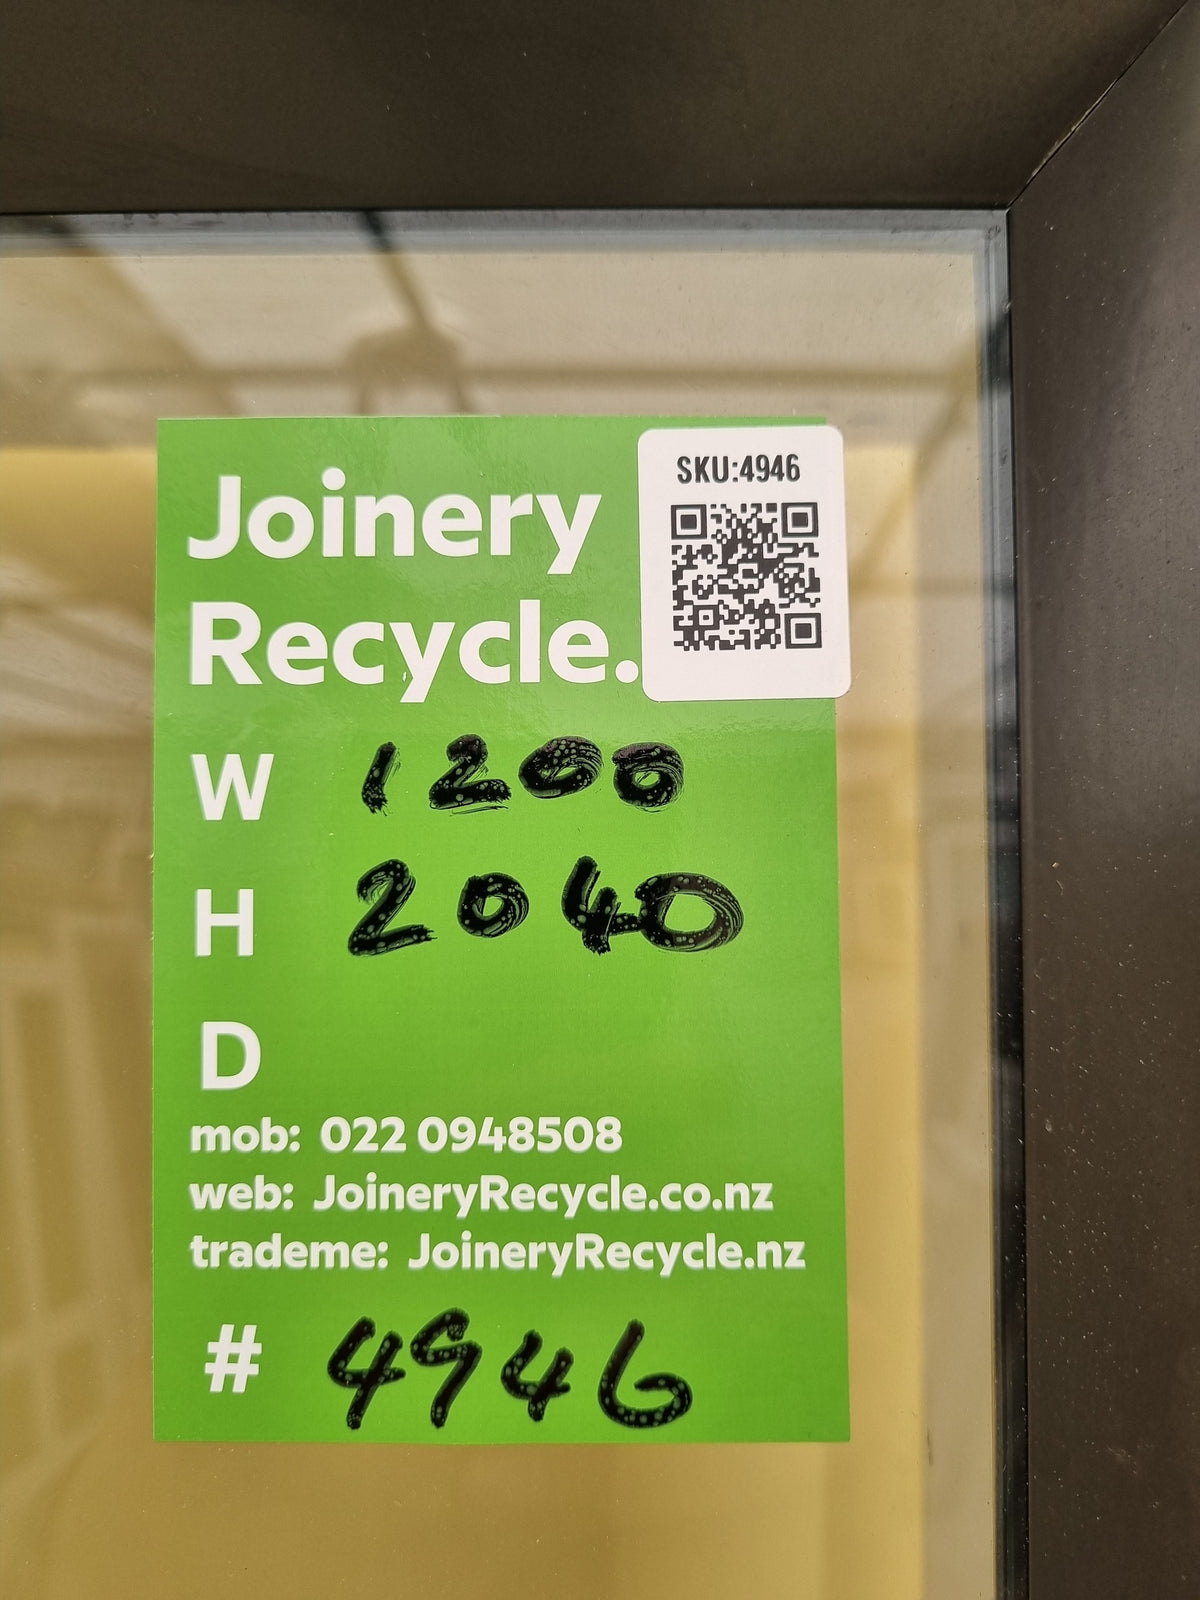 Joinery
Recycle.
SKU:4946
W 1200
H 2040
D
mob: 022 0948508
web: JoineryRecycle.co.nz
trademe: JoineryRecycle.nz
# 4946